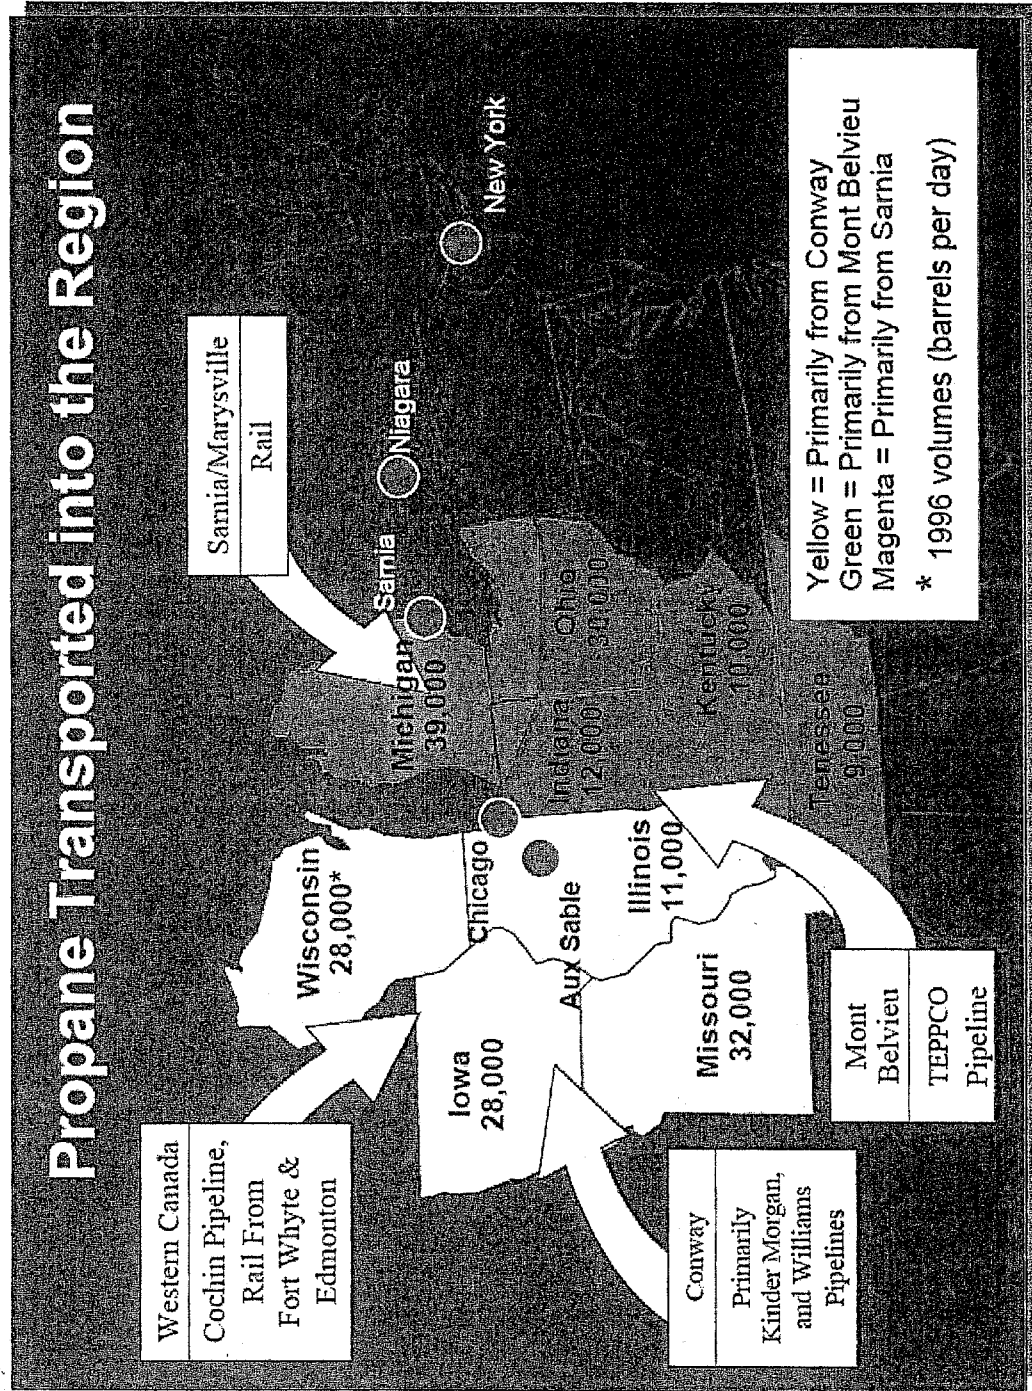 Propane Transported into the Region
Western Canada
Cochin Pipeline,
Rail From
Fort Whyte &
Edmonton
Sarnia/Marysville
Rail
Wisconsin
28,000*
Michigan
39,000
Sarnia
Niagara
New York
Iowa
28,000
Chicago
Aux Sable
Illinois
11,000
Indiana
12,000
Ohio
30,000
Missouri
32,000
Kentucky
10,000
Tenessee
9,000
Conway
Primarily
Kinder Morgan,
and Williams
Pipelines
Mont
Belvieu
TEPPCO
Pipeline
Yellow = Primarily from Conway
Green = Primarily from Mont Belvieu
Magenta = Primarily from Sarnia
* 1996 volumes (barrels per day)